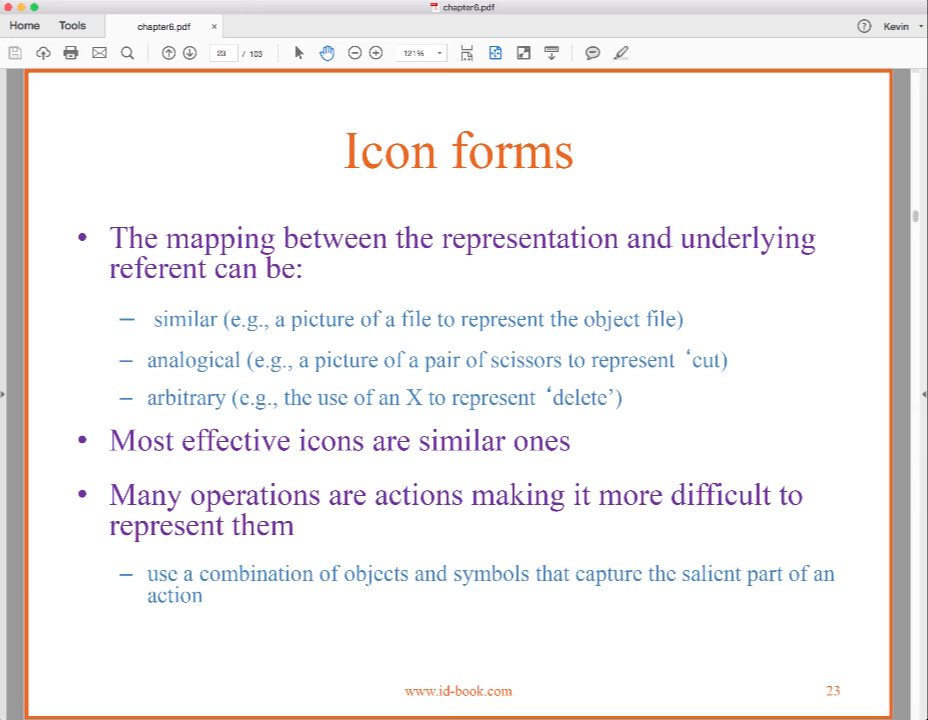 chapter6.pdf
Home Tools chapter6.pdf × ? Kevin
23 / 103 121%
Icon forms
• The mapping between the representation and underlying
referent can be:
– similar (e.g., a picture of a file to represent the object file)
– analogical (e.g., a picture of a pair of scissors to represent ‘cut)
– arbitrary (e.g., the use of an X to represent ‘delete’)
• Most effective icons are similar ones
• Many operations are actions making it more difficult to
represent them
– use a combination of objects and symbols that capture the salient part of an
action
www.id-book.com 23